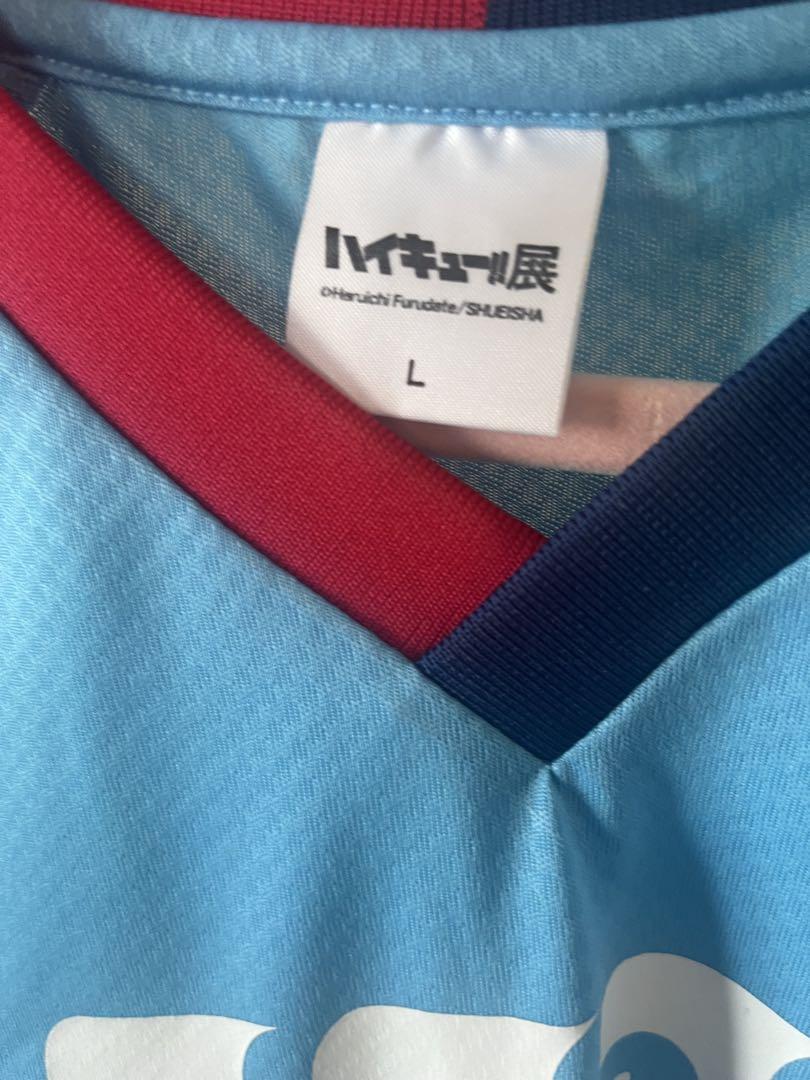 ハイキュー!!展
©Haruichi Furudate/SHUEISHA
L